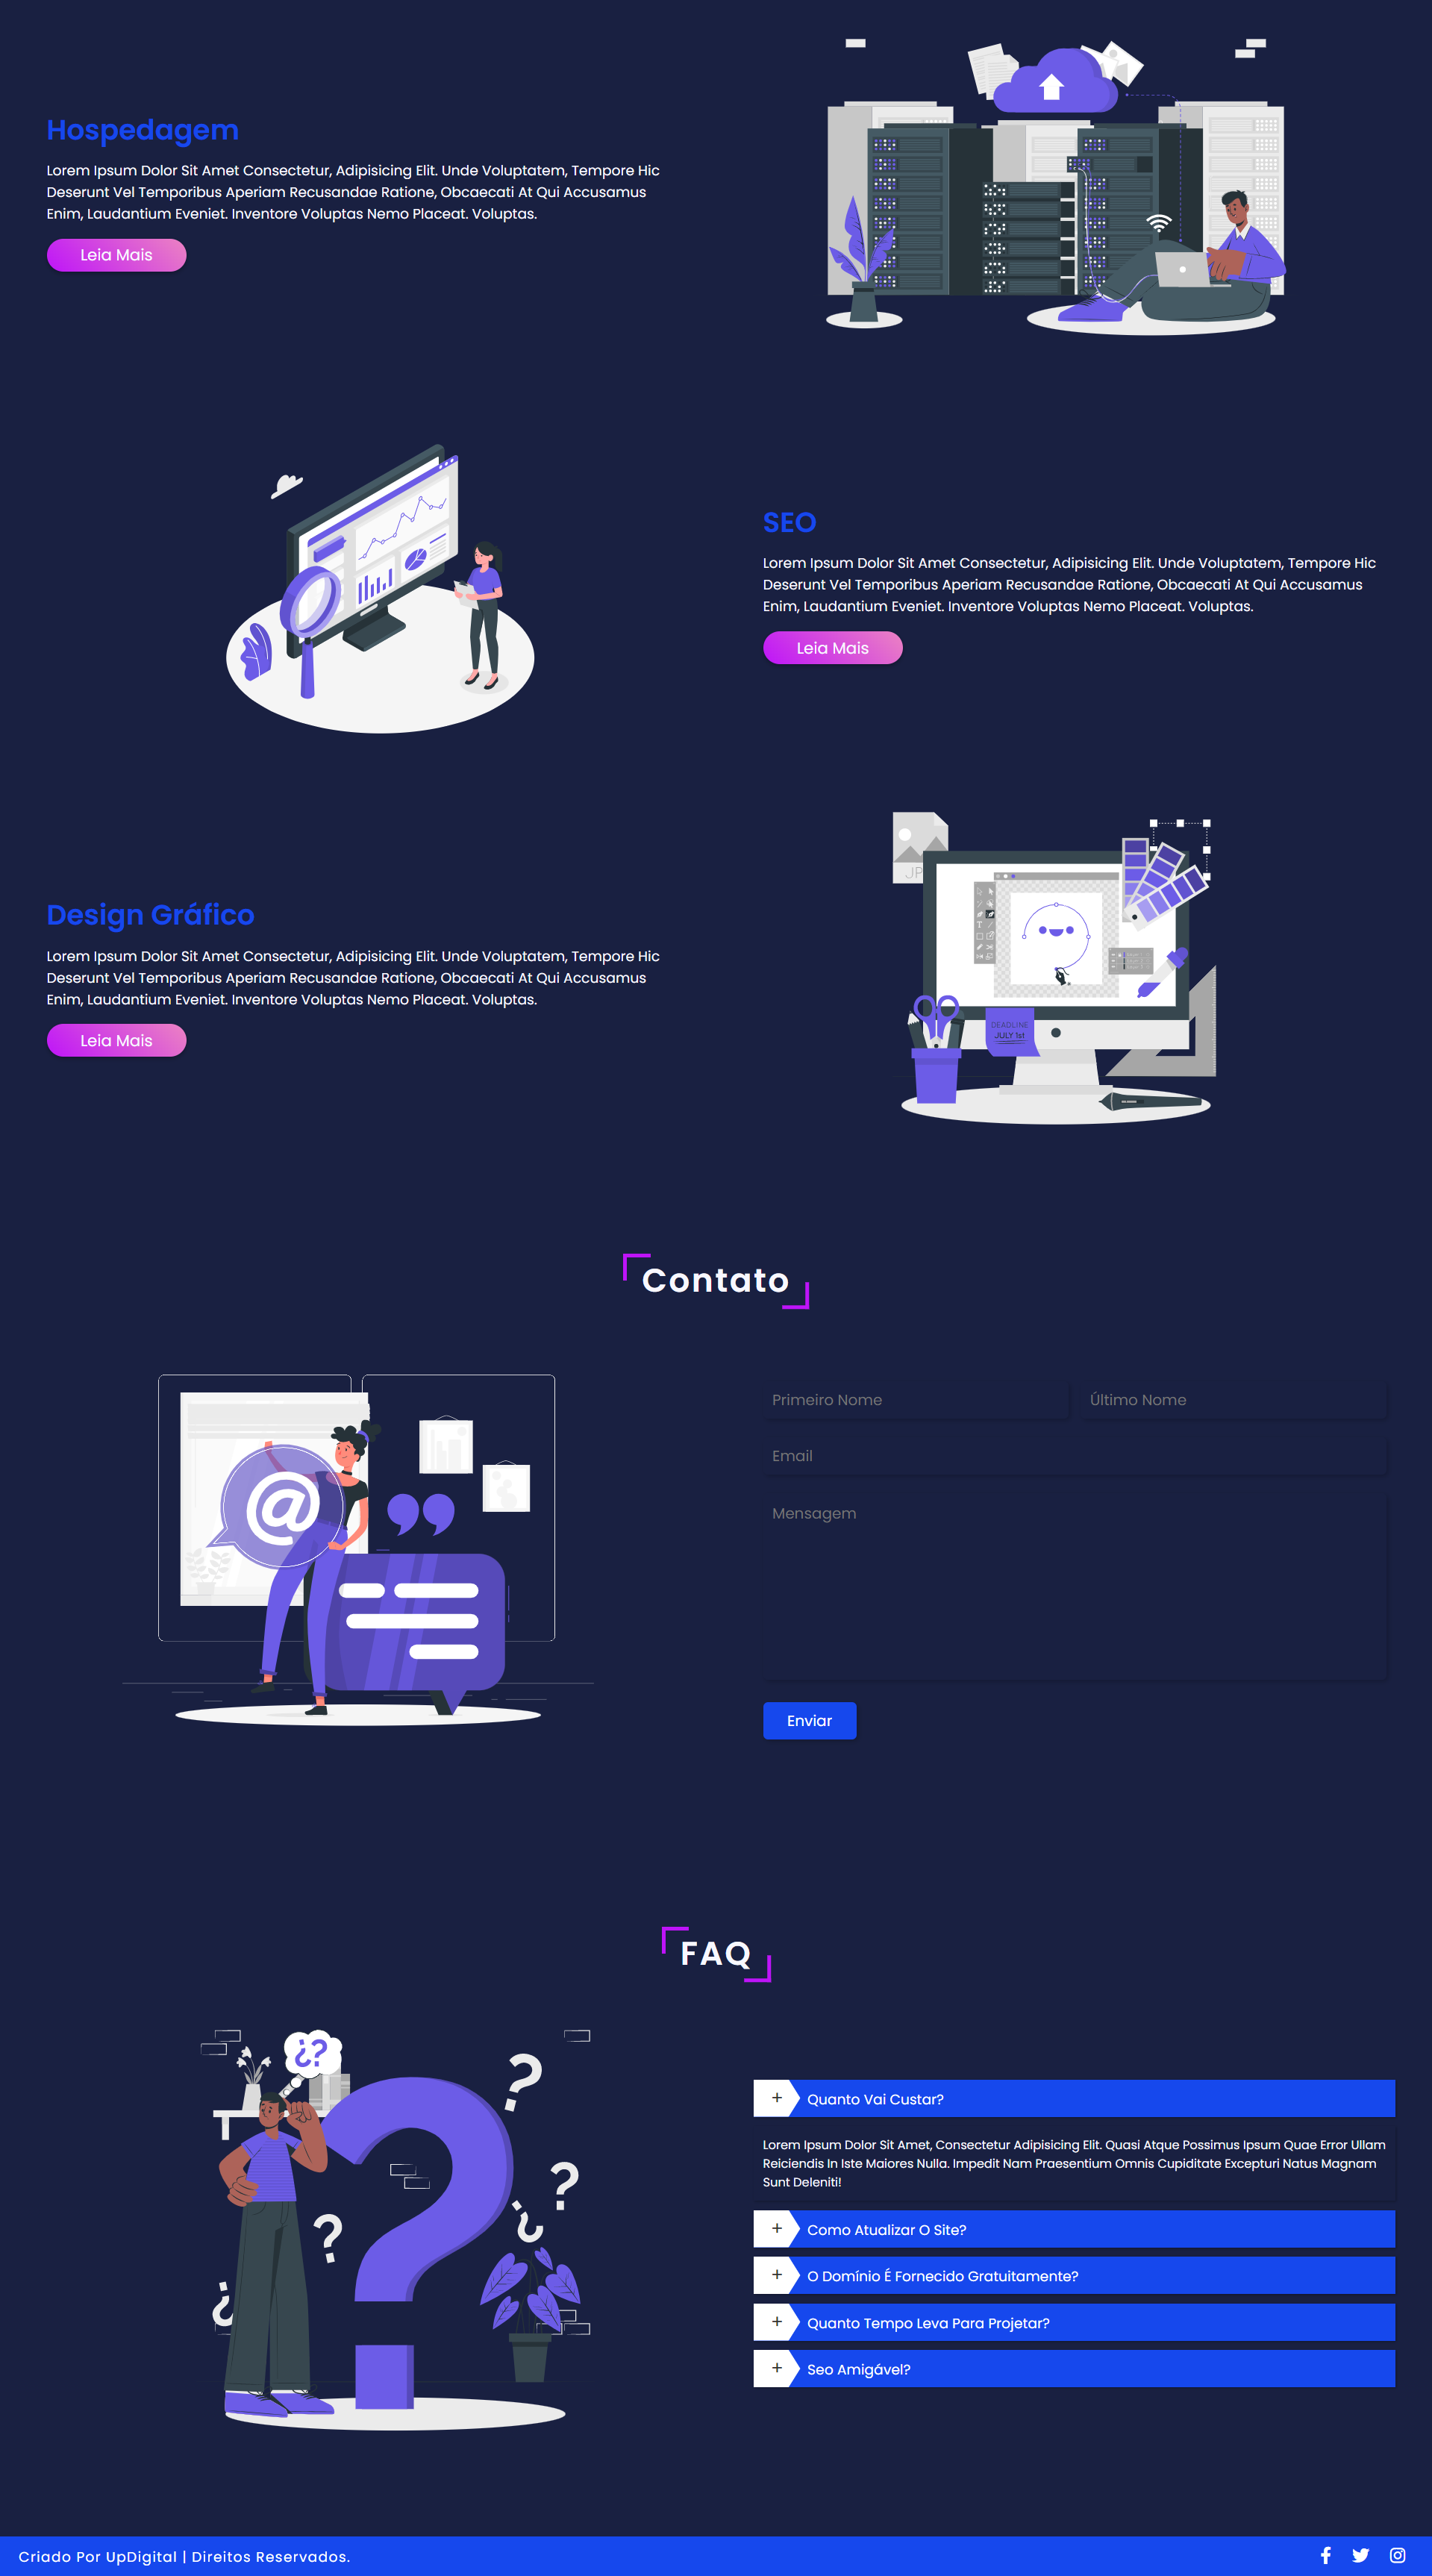 Hospedagem
Lorem Ipsum Dolor Sit Amet Consectetur, Adipisicing Elit. Unde Voluptatem, Tempore Hic
Deserunt Vel Temporibus Aperiam Recusandae Ratione, Obcaecati At Qui Accusamus
Enim, Laudantium Eveniet. Inventore Voluptas Nemo Placeat. Voluptas.
Leia Mais
SEO
Lorem Ipsum Dolor Sit Amet Consectetur, Adipisicing Elit. Unde Voluptatem, Tempore Hic
Deserunt Vel Temporibus Aperiam Recusandae Ratione, Obcaecati At Qui Accusamus
Enim, Laudantium Eveniet. Inventore Voluptas Nemo Placeat. Voluptas.
Leia Mais
Design Gráfico
Lorem Ipsum Dolor Sit Amet Consectetur, Adipisicing Elit. Unde Voluptatem, Tempore Hic
Deserunt Vel Temporibus Aperiam Recusandae Ratione, Obcaecati At Qui Accusamus
Enim, Laudantium Eveniet. Inventore Voluptas Nemo Placeat. Voluptas.
Leia Mais
JP
DEADLINE
JULY 1st
Contato
@
Primeiro Nome
Último Nome
Email
Mensagem
Enviar
FAQ
¿?
+ Quanto Vai Custar?
Lorem Ipsum Dolor Sit Amet, Consectetur Adipisicing Elit. Quasi Atque Possimus Ipsum Quae Error Ullam
Reiciendis In Iste Maiores Nulla. Impedit Nam Praesentium Omnis Cupiditate Excepturi Natus Magnam
Sunt Deleniti!
+ Como Atualizar O Site?
+ O Domínio É Fornecido Gratuitamente?
+ Quanto Tempo Leva Para Projetar?
+ Seo Amigável?
Criado Por UpDigital | Direitos Reservados.